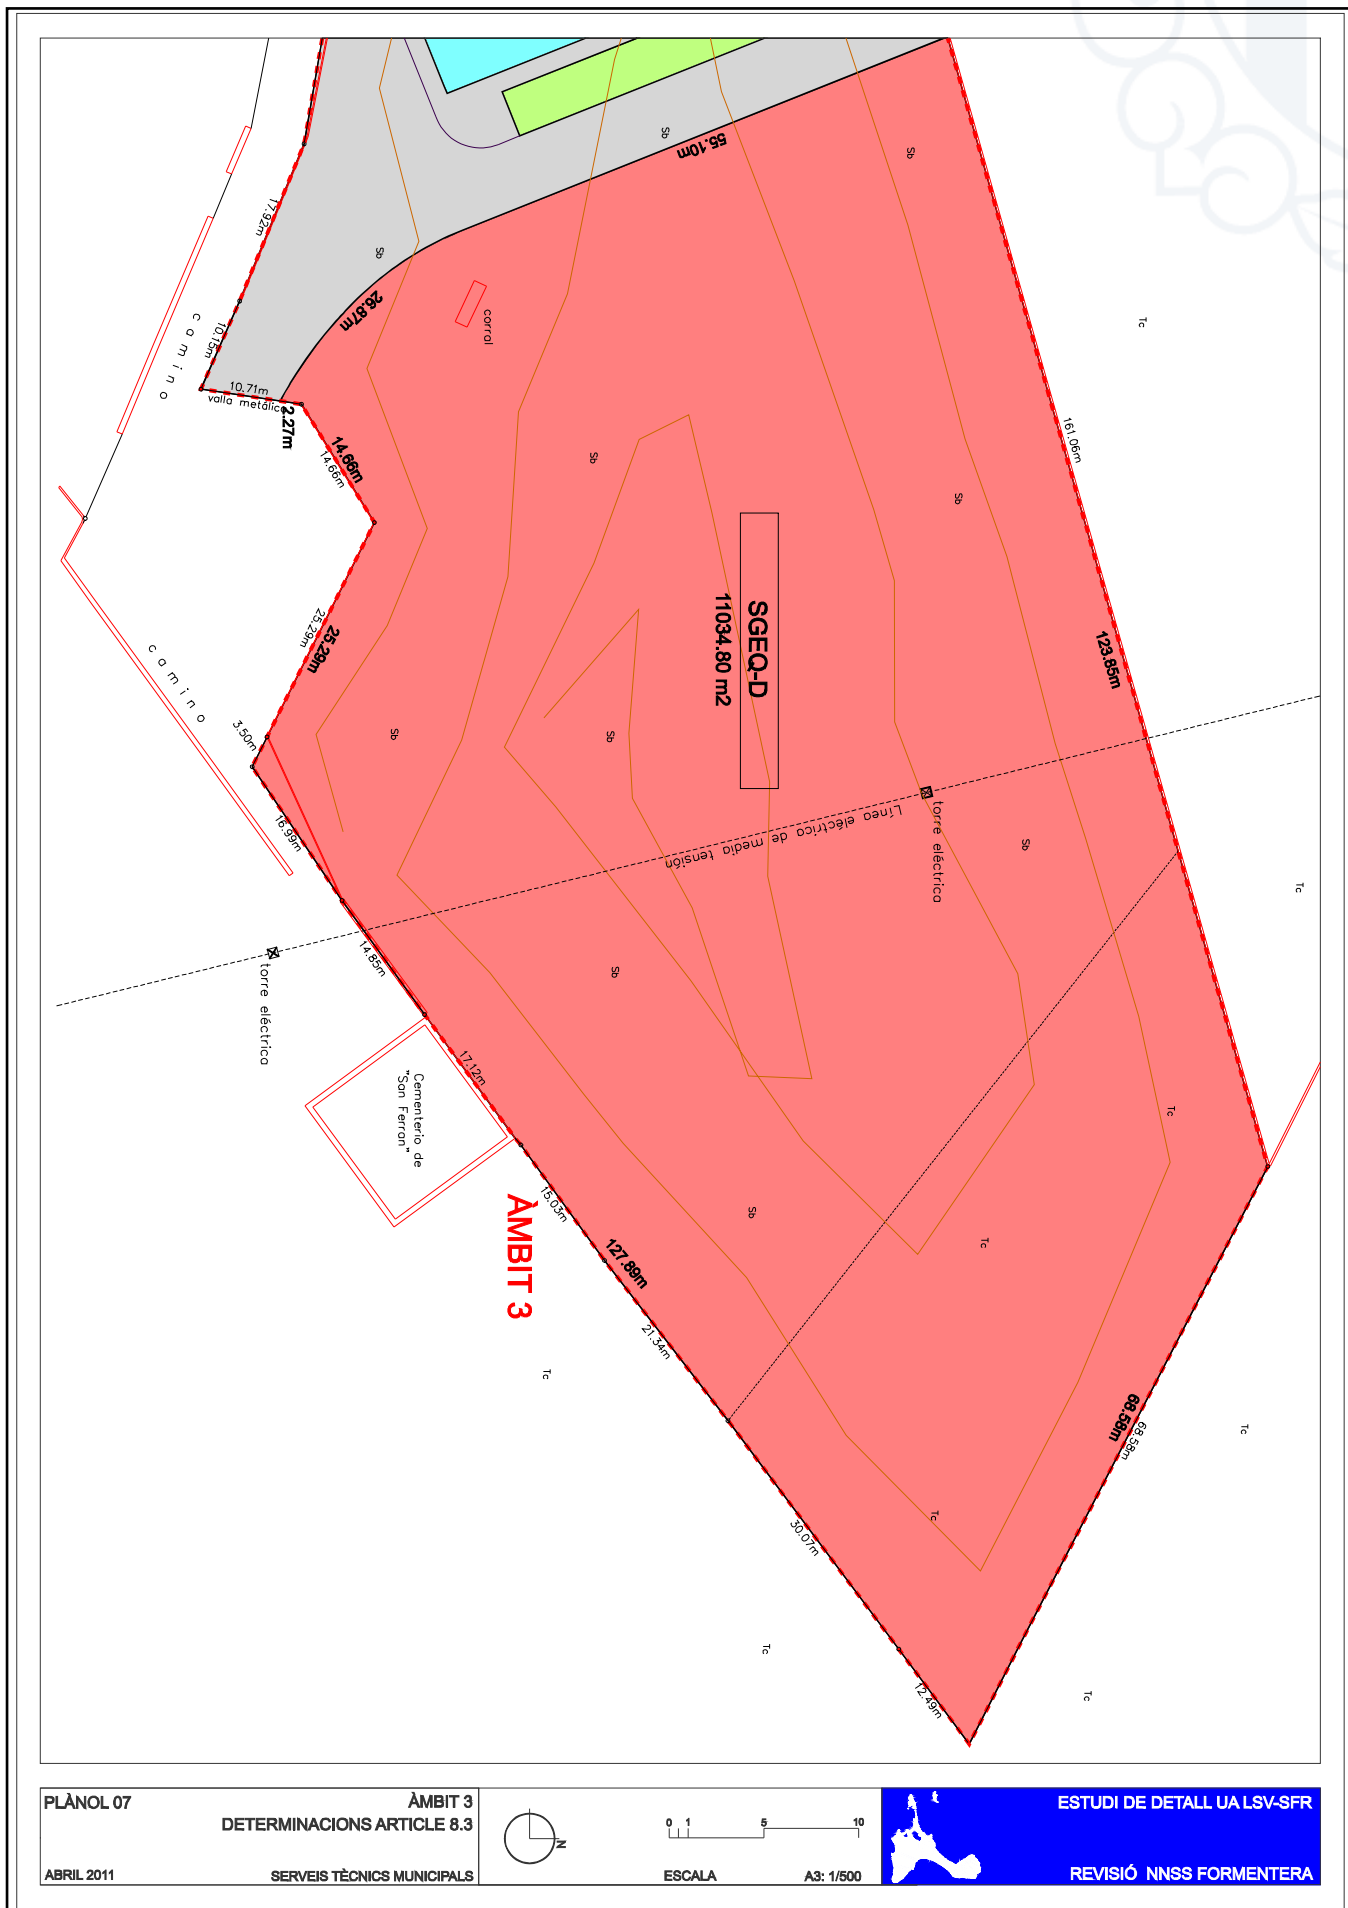 55.10m
Sb
Sb
17.92m
Sb
26.87m
corral
camino
10.15m
10.71m
valla metálica
2.27m
14.66m
14.66m
Tc
161.06m
Sb
Sb
SGEQ-D
11034.80 m2
25.29m
25.29m
123.85m
camino
3.50m
Sb
Sb
16.99m
Línea eléctrica de media tensión
torre eléctrica
Sb
Tc
14.85m
torre eléctrica
Sb
17.12m
Cementerio de
"San Ferran"
Tc
15.03m
ÀMBIT 3
Sb
Tc
127.89m
21.34m
Tc
68.58m
68.58m
Tc
30.07m
Tc
Tc
12.49m
Tc
PLÀNOL 07
ÀMBIT 3
DETERMINACIONS ARTICLE 8.3
ABRIL 2011
SERVEIS TÈCNICS MUNICIPALS
N
0 1 5 10
ESCALA
A3: 1/500
ESTUDI DE DETALL UA LSV-SFR
REVISIÓ NNSS FORMENTERA